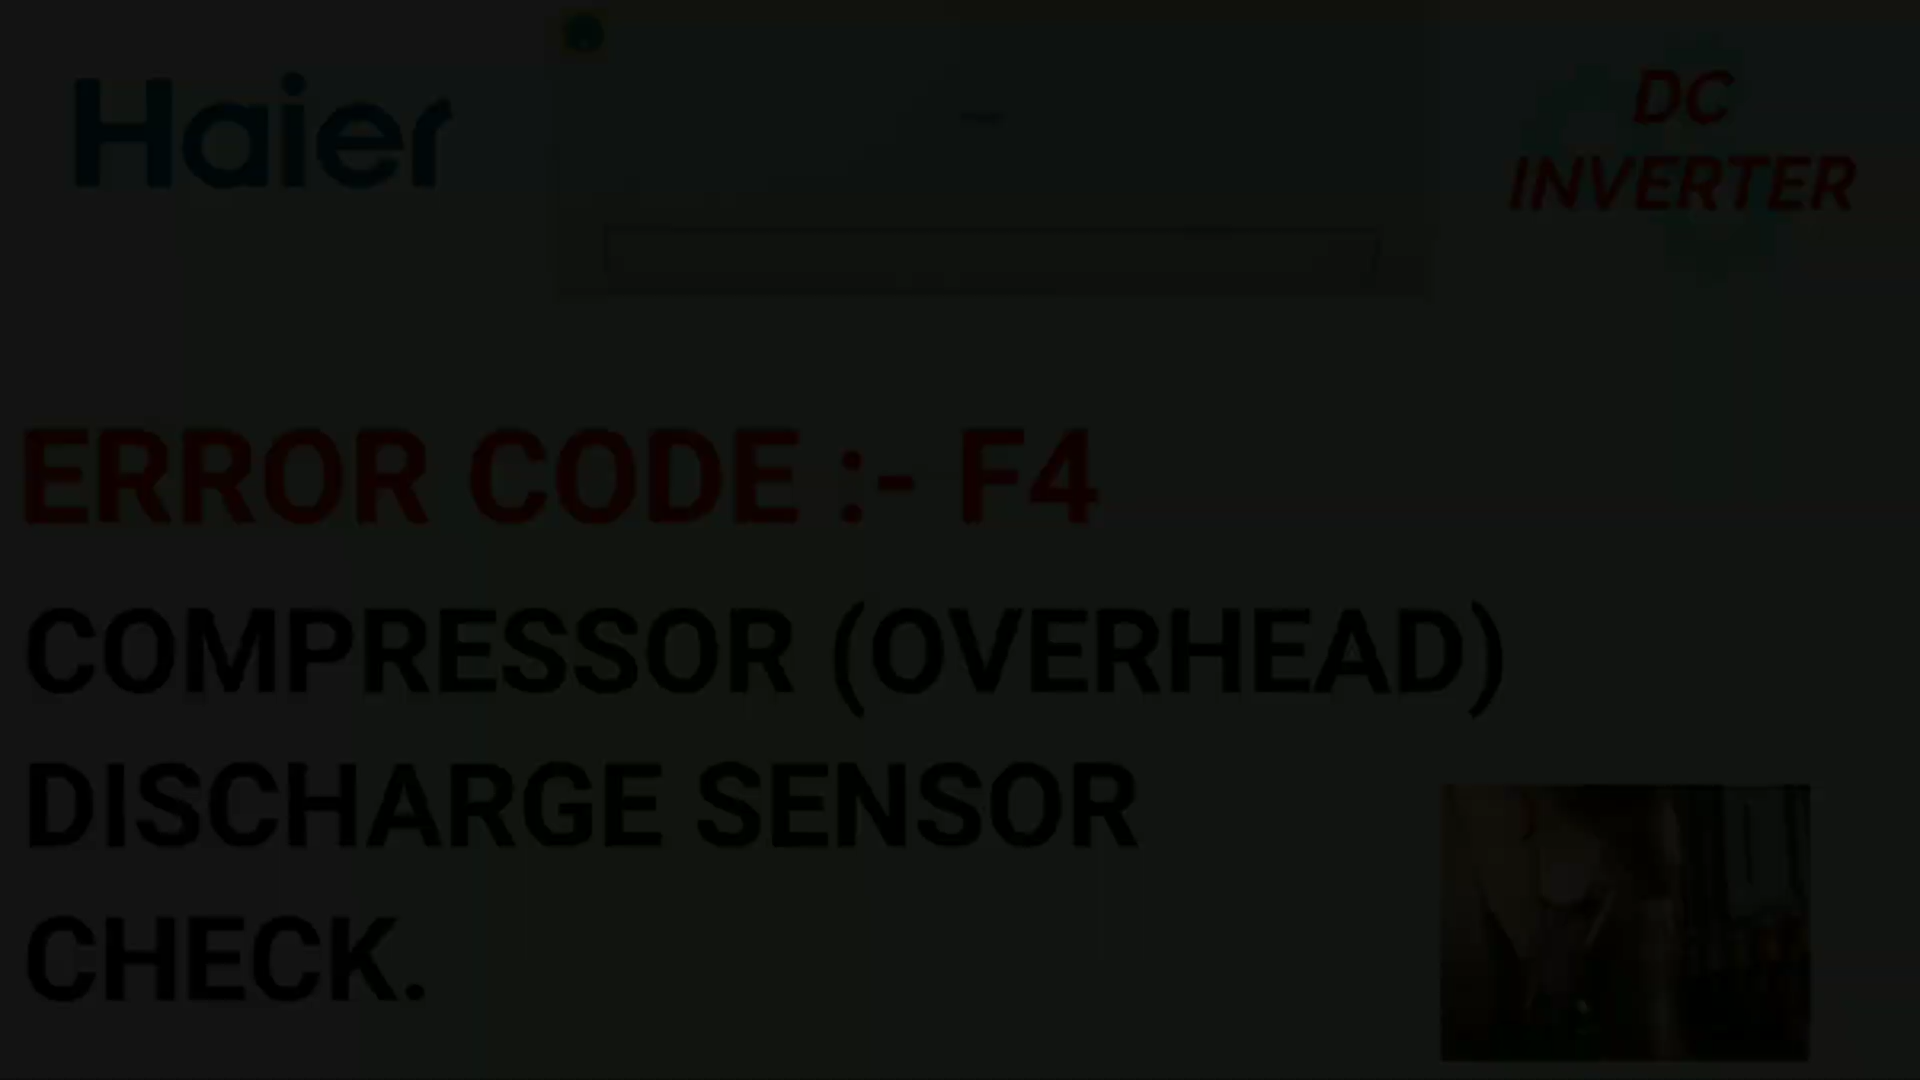 Haier
DC
INVERTER
ERROR CODE :- F4
COMPRESSOR (OVERHEAD)
DISCHARGE SENSOR
CHECK.